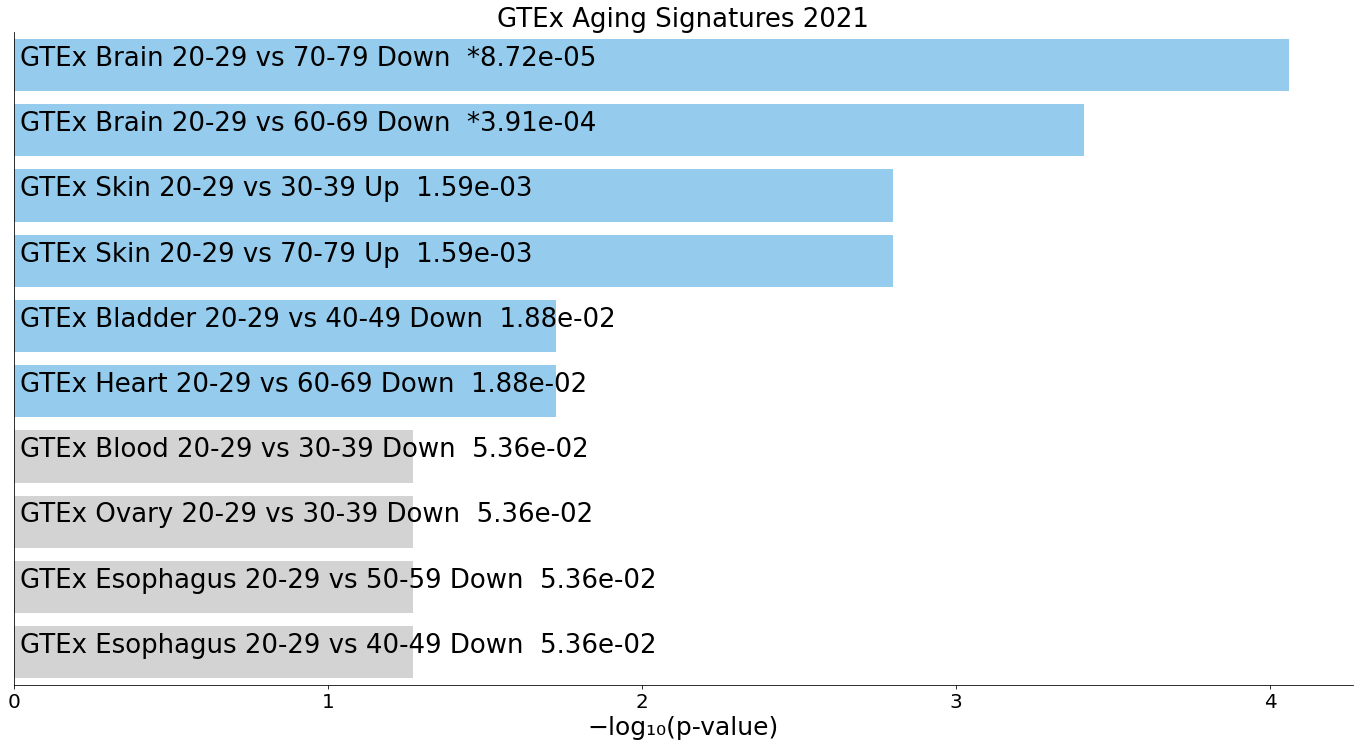 GTEx Aging Signatures 2021
GTEx Brain 20-29 vs 70-79 Down  *8.72e-05
GTEx Brain 20-29 vs 60-69 Down  *3.91e-04
GTEx Skin 20-29 vs 30-39 Up  1.59e-03
GTEx Skin 20-29 vs 70-79 Up  1.59e-03
GTEx Bladder 20-29 vs 40-49 Down  1.88e-02
GTEx Heart 20-29 vs 60-69 Down  1.88e-02
GTEx Blood 20-29 vs 30-39 Down  5.36e-02
GTEx Ovary 20-29 vs 30-39 Down  5.36e-02
GTEx Esophagus 20-29 vs 50-59 Down  5.36e-02
GTEx Esophagus 20-29 vs 40-49 Down  5.36e-02
0 1 2 3 4
−log₁₀(p-value)